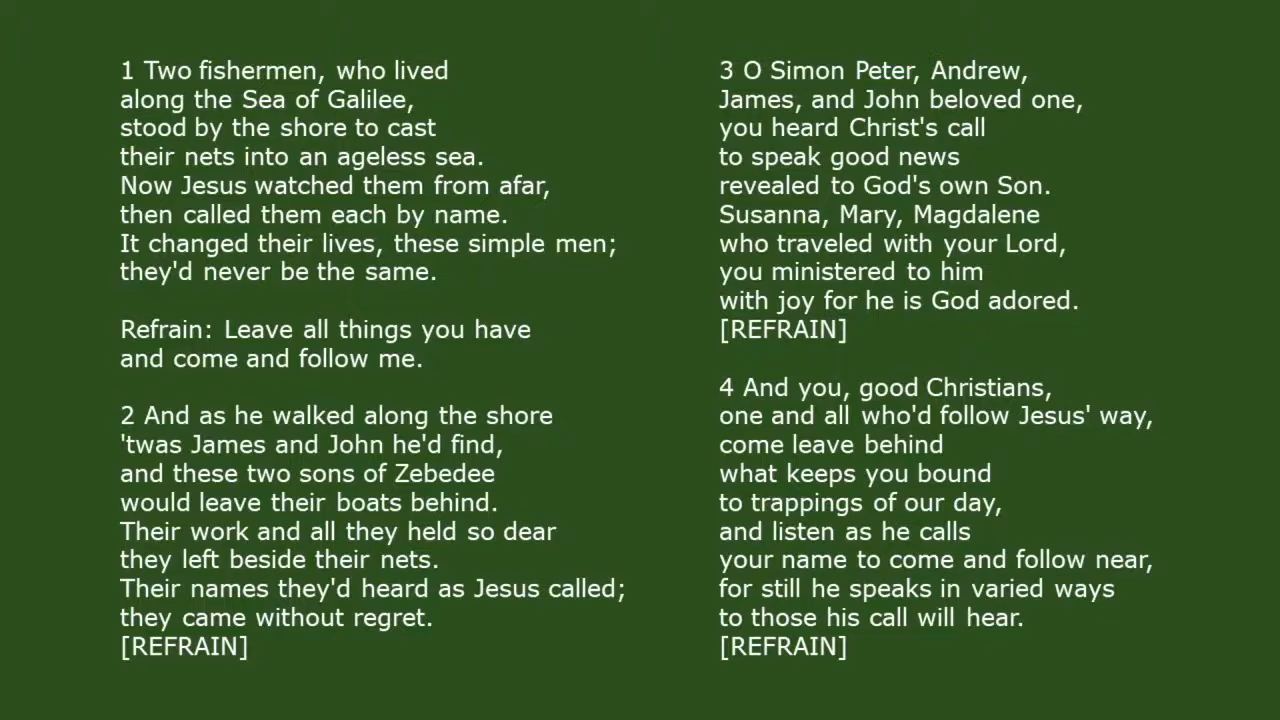 1 Two fishermen, who lived
along the Sea of Galilee,
stood by the shore to cast
their nets into an ageless sea.
Now Jesus watched them from afar,
then called them each by name.
It changed their lives, these simple men;
they'd never be the same.
Refrain: Leave all things you have
and come and follow me.
2 And as he walked along the shore
'twas James and John he'd find,
and these two sons of Zebedee
would leave their boats behind.
Their work and all they held so dear
they left beside their nets.
Their names they'd heard as Jesus called;
they came without regret.
[REFRAIN]
3 O Simon Peter, Andrew,
James, and John beloved one,
you heard Christ's call
to speak good news
revealed to God's own Son.
Susanna, Mary, Magdalene
who traveled with your Lord,
you ministered to him
with joy for he is God adored.
[REFRAIN]
4 And you, good Christians,
one and all who'd follow Jesus' way,
come leave behind
what keeps you bound
to trappings of our day,
and listen as he calls
your name to come and follow near,
for still he speaks in varied ways
to those his call will hear.
[REFRAIN]